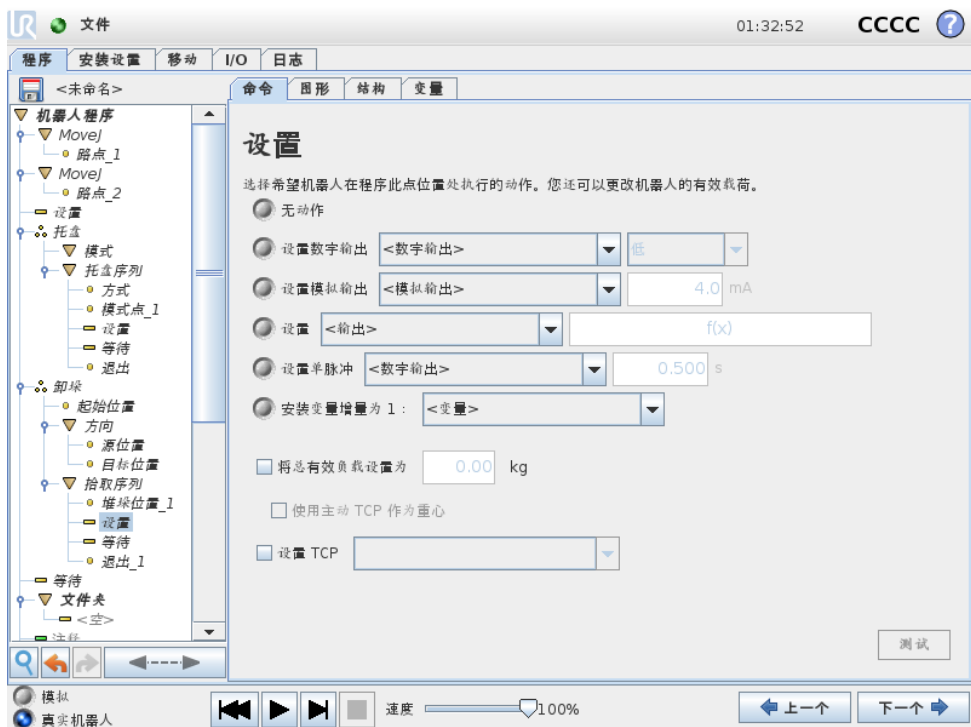 UR 文件 01:32:52 CCCC ?
程序 安装设置 移动 I/O 日志
<未命名> 命令 图形 结构 变量
机器人程序
MoveJ
路点_1
MoveJ
路点_2
设置
托盘
模式
托盘序列
方式
模式点_1
设置
等待
退出
卸垛
起始位置
方向
源位置
目标位置
拾取序列
堆垛位置_1
设置
等待
退出_1
等待
文件夹
<空>
注释
设置
选择希望机器人在程序此点位置处执行的动作。您还可以更改机器人的有效载荷。
无动作
设置数字输出 <数字输出> 低
设置模拟输出 <模拟输出> 4.0 mA
设置 <输出> f(x)
设置单脉冲 <数字输出> 0.500 s
安装变量增量为 1： <变量>
将总有效负载设置为 0.00 kg
使用主动 TCP 作为重心
设置 TCP
测试
模拟
真实机器人
速度 100% 上一个 下一个